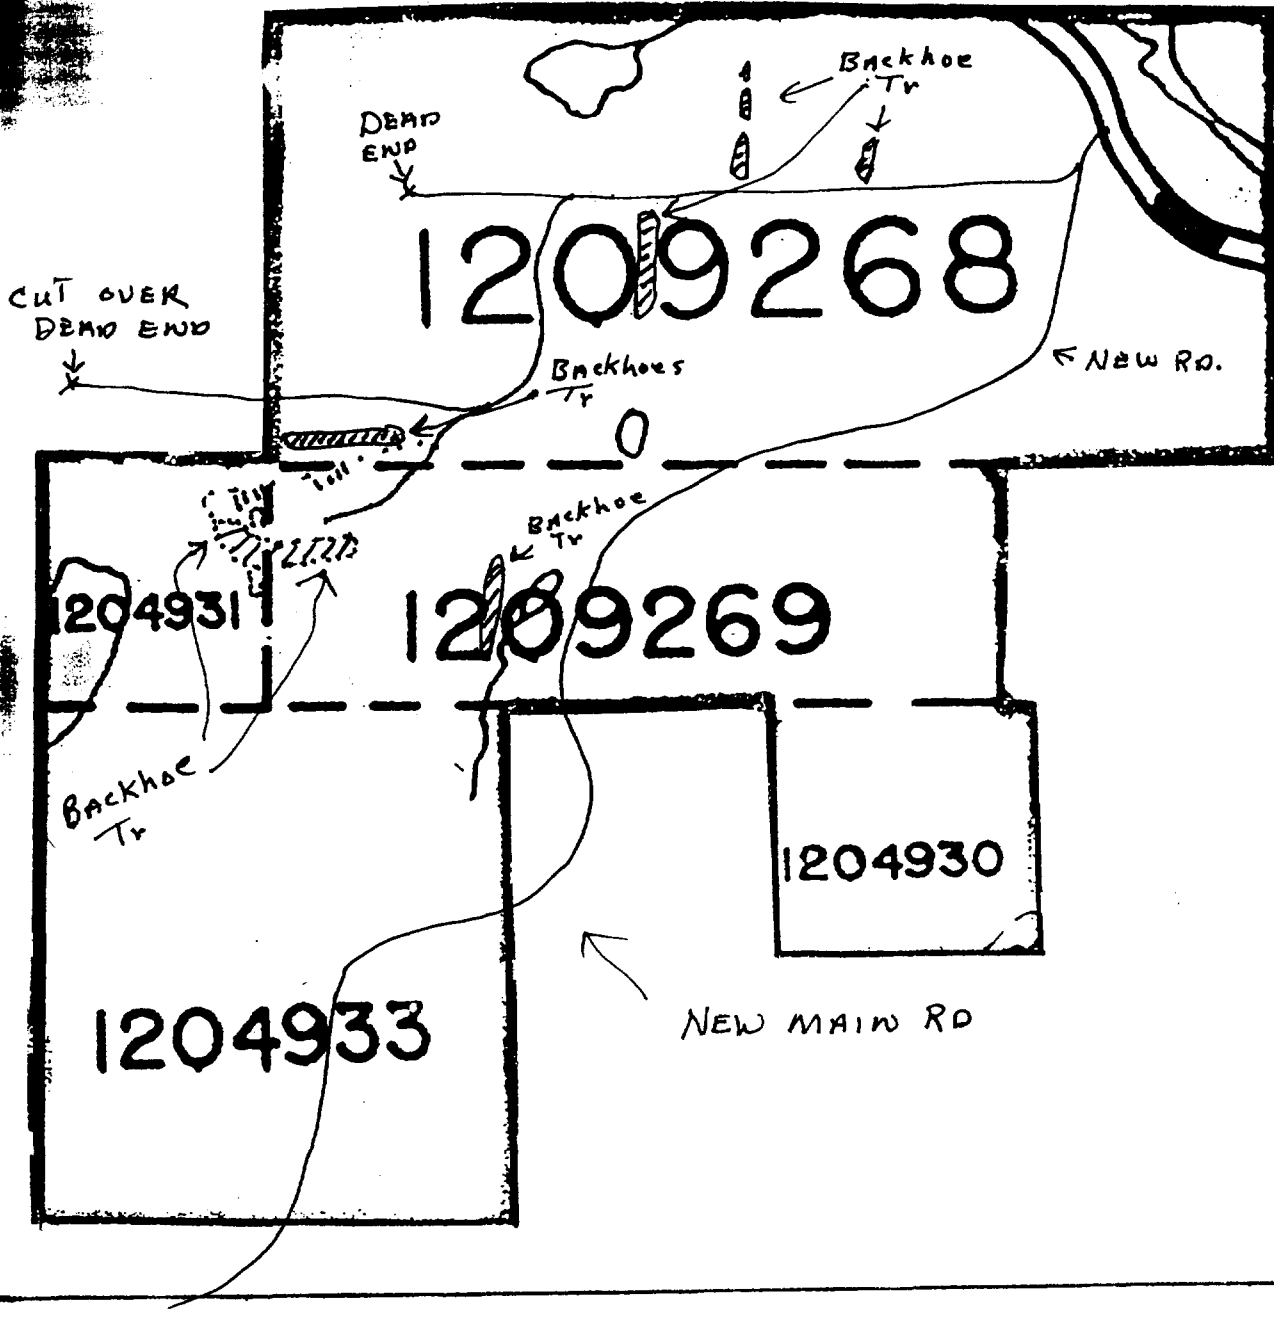 Backhoe
Tr
DEAD
END
1209268
CUT OVER
DEAD END
Backhoes
Tr
NEW RD.
Backhoe
Tr
1204931
1209269
Backhoe
Tr
1204930
1204933
NEW MAIN RD